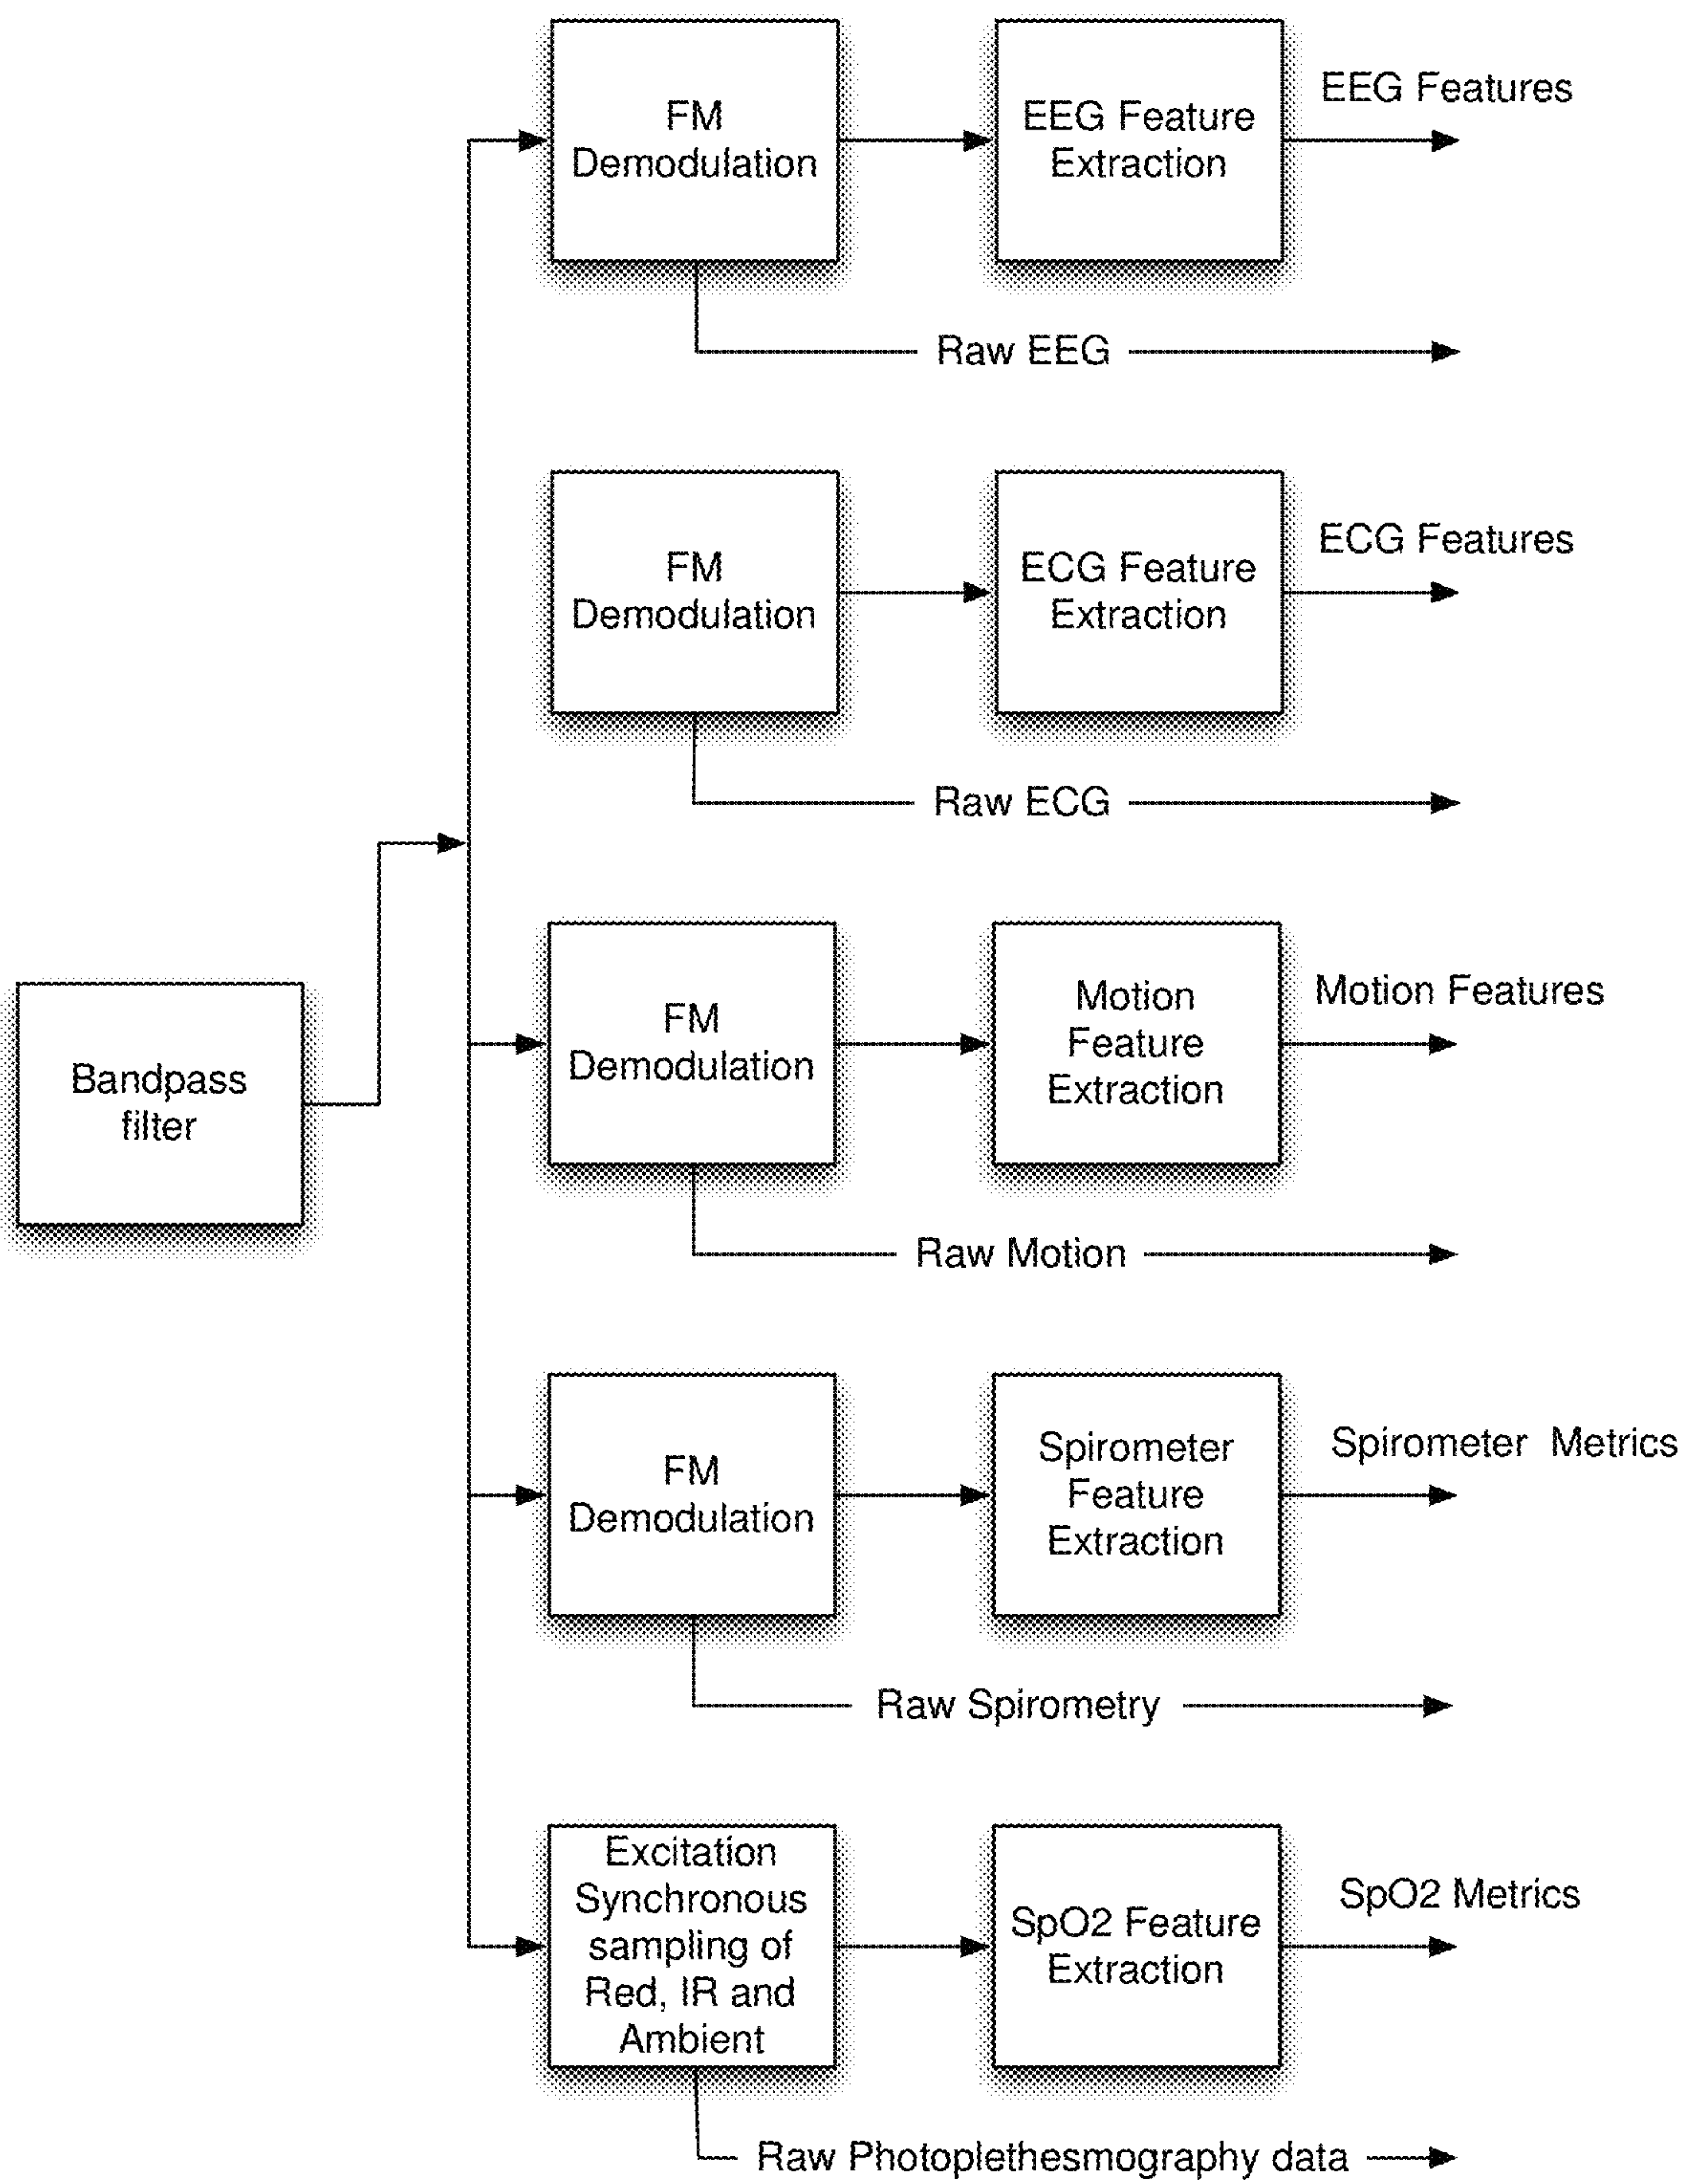 FM
Demodulation
EEG Feature
Extraction
EEG Features
Raw EEG
FM
Demodulation
ECG Feature
Extraction
ECG Features
Raw ECG
Bandpass
filter
FM
Demodulation
Motion
Feature
Extraction
Motion Features
Raw Motion
FM
Demodulation
Spirometer
Feature
Extraction
Spirometer Metrics
Raw Spirometry
Excitation
Synchronous
sampling of
Red, IR and
Ambient
SpO2 Feature
Extraction
SpO2 Metrics
Raw Photoplethesmography data